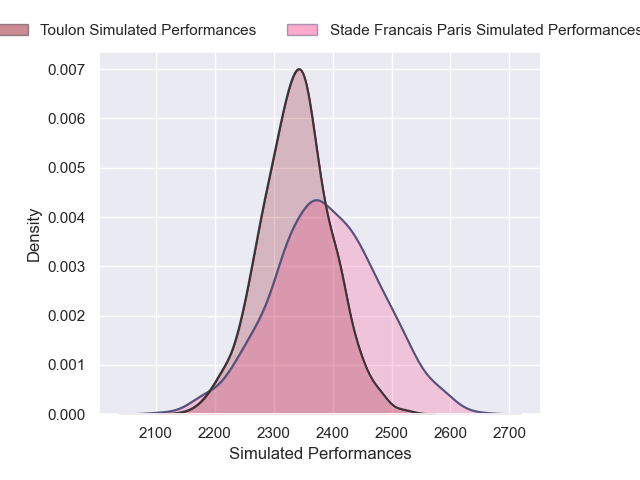 Toulon Simulated Performances Stade Francais Paris Simulated Performances
0.007
0.006
0.005
0.004
0.003
0.002
0.001
0.000
Density
2100 2200 2300 2400 2500 2600 2700
Simulated Performances